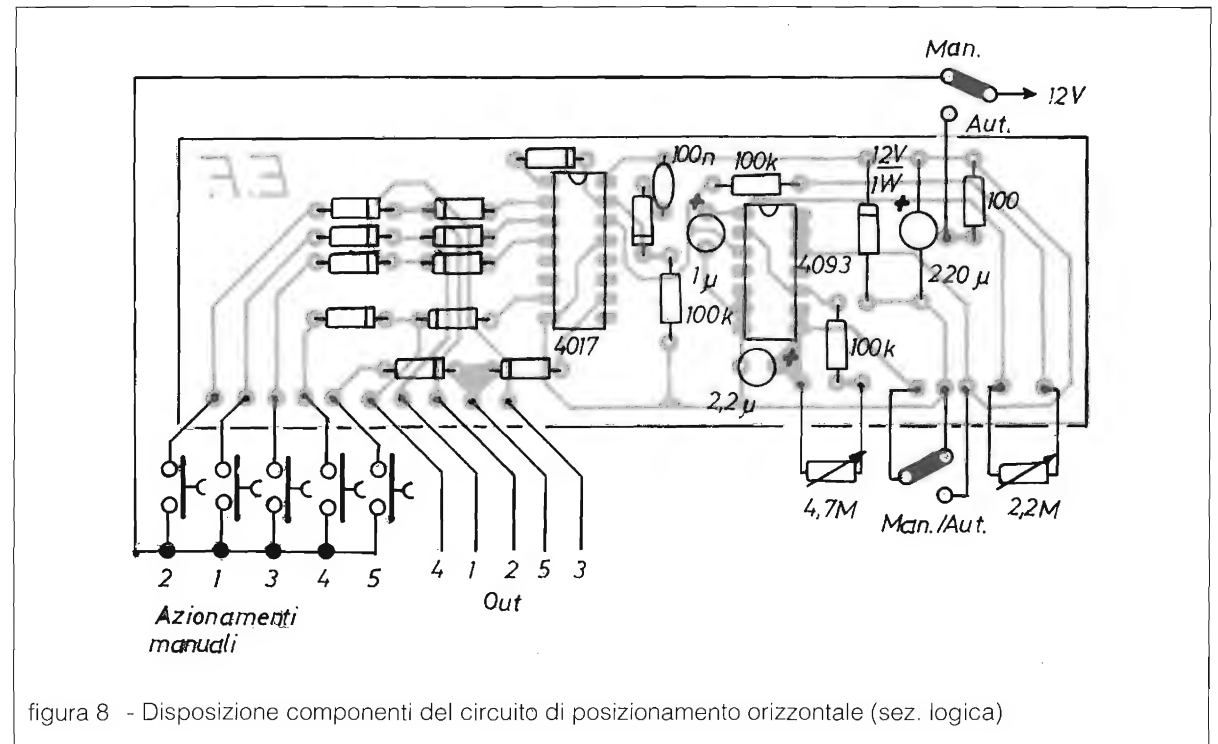 Man.
12V
Aut.
E.F.
100n
100k
12V
1W
100
+
+
4093
1µ
220µ
100k
4017
100k
+
2,2µ
4,7M
Man./Aut.
2,2M
2 1 3 4 5
4 1 2 5 3
Out
Azionamenti
manuali
figura 8 - Disposizione componenti del circuito di posizionamento orizzontale (sez. logica)